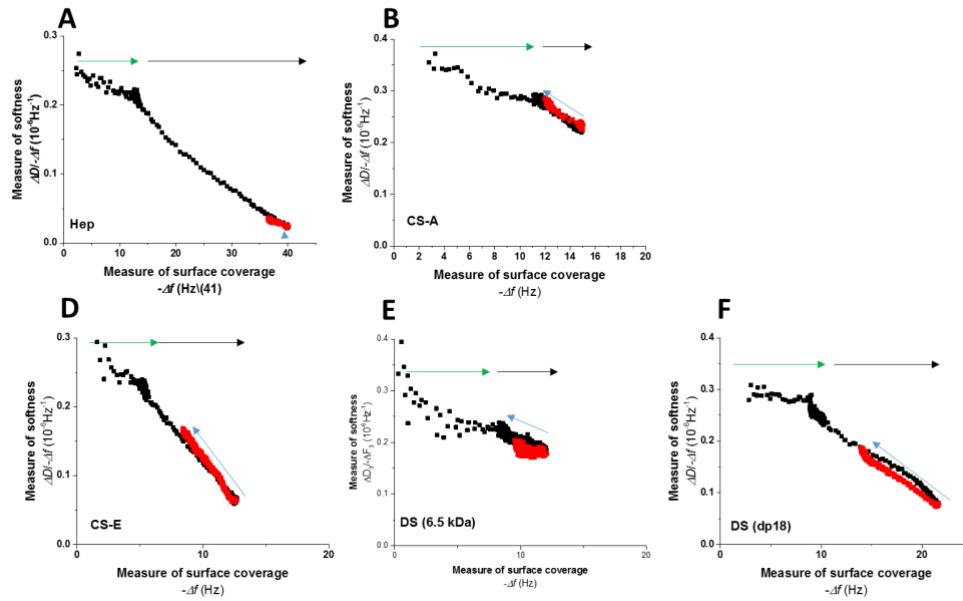 A
Measure of softness
ΔD/-Δf (10-6Hz-1)
0.3
0.2
0.1
0.0
Hep
0 10 20 30 40
Measure of surface coverage
-Δf (Hz\(41)
B
Measure of softness
ΔD/-Δf (10-6Hz-1)
0.4
0.3
0.2
0.1
0.0
CS-A
0 2 4 6 8 10 12 14 16 18 20
Measure of surface coverage
-Δf (Hz)
D
Measure of softness
ΔD/-Δf (10-6Hz-1)
0.3
0.2
0.1
0.0
CS-E
0 10 20
Measure of surface coverage
-Δf (Hz)
E
Measure of softness
ΔD3/-ΔF3 (10-6Hz-1)
0.4
0.3
0.2
0.1
0.0
DS (6.5 kDa)
0 10 20
Measure of surface coverage
-Δf (Hz)
F
Measure of softness
ΔD/-Δf (10-6Hz-1)
0.4
0.3
0.2
0.1
0.0
DS (dp18)
0 10 20
Measure of surface coverage
-Δf (Hz)